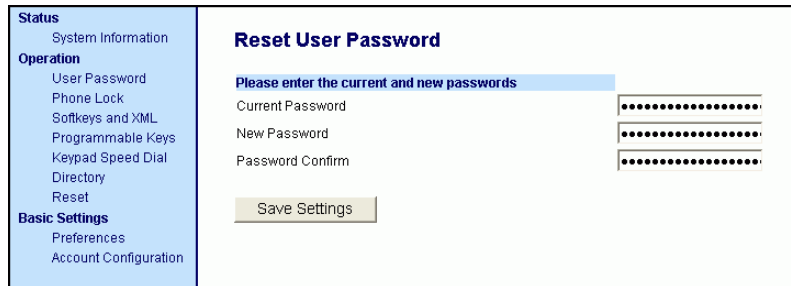 Status
System Information
Operation
User Password
Phone Lock
Softkeys and XML
Programmable Keys
Keypad Speed Dial
Directory
Reset
Basic Settings
Preferences
Account Configuration
Reset User Password
Please enter the current and new passwords
Current Password
New Password
Password Confirm
Save Settings